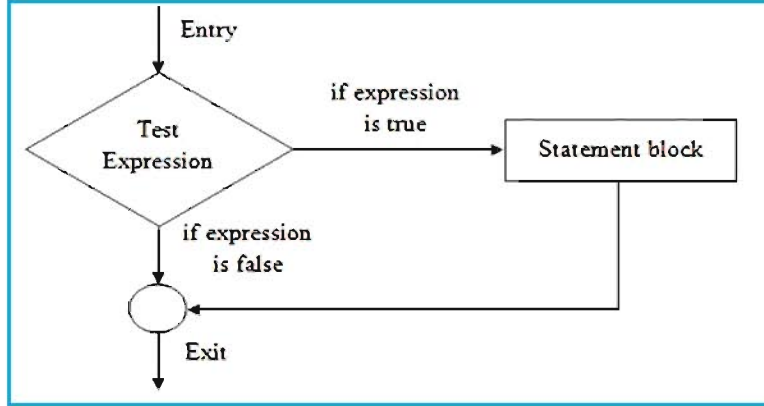 Entry
Test
Expression
if expression
is true
Statement block
if expression
is false
Exit